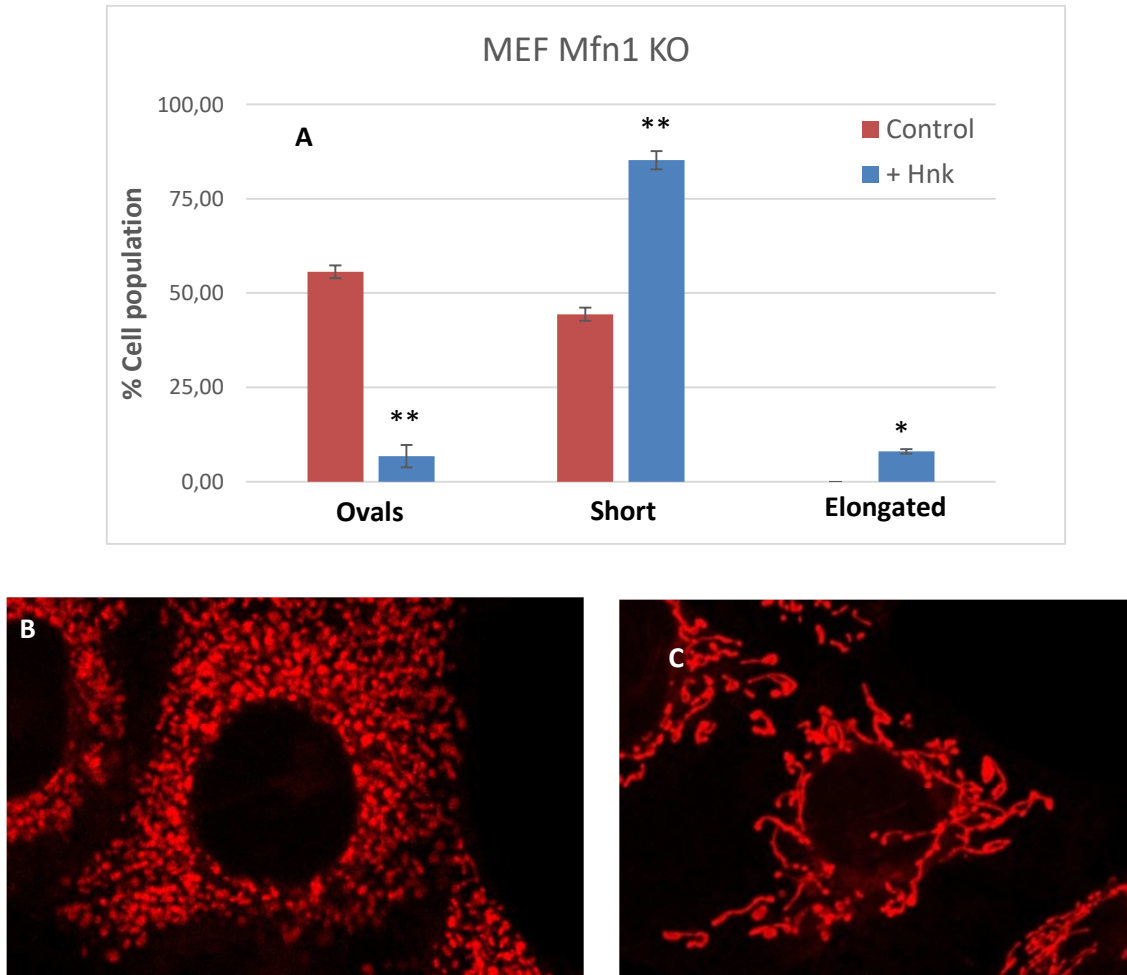 MEF Mfn1 KO
100,00
75,00
50,00
25,00
0,00
% Cell population
A
**
**
*
Control
+ Hnk
Ovals
Short
Elongated
B
C